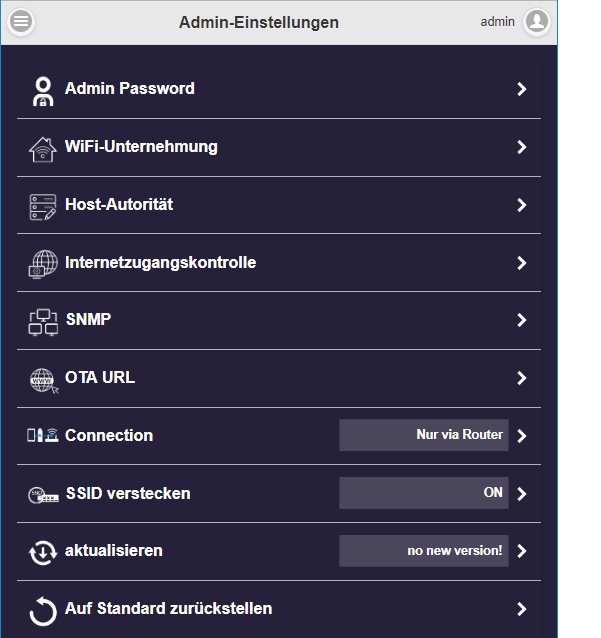 Admin-Einstellungen
admin
Admin Password
WiFi-Unternehmung
Host-Autorität
Internetzugangskontrolle
SNMP
OTA URL
Connection
Nur via Router
SSID verstecken
ON
aktualisieren
no new version!
Auf Standard zurückstellen